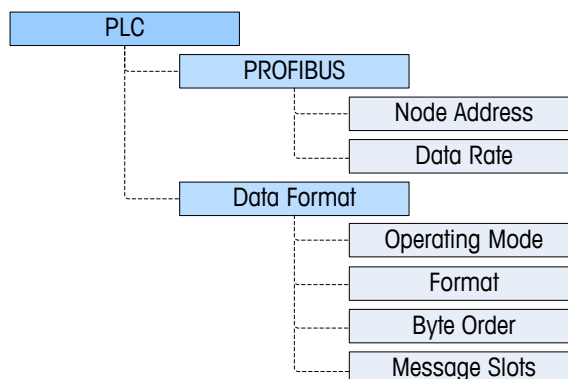 PLC
PROFIBUS
Node Address
Data Rate
Data Format
Operating Mode
Format
Byte Order
Message Slots